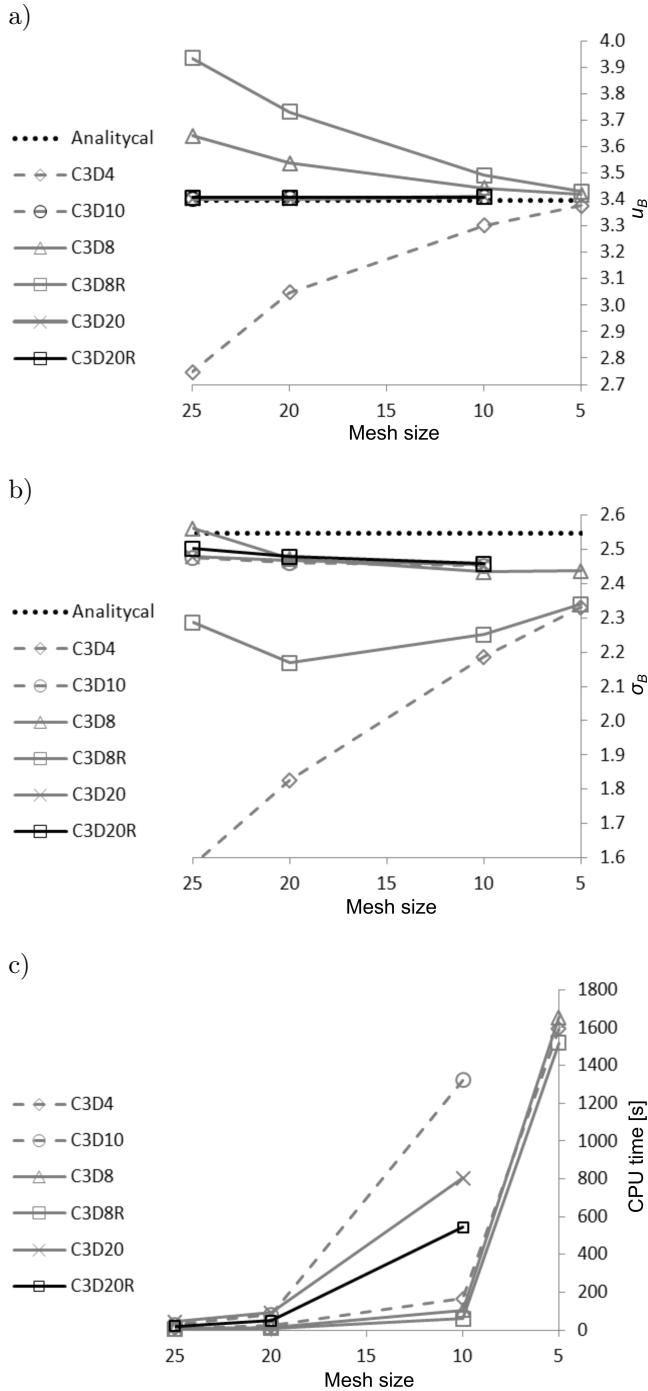 a)
4.0
3.9
3.8
3.7
3.6
3.5
3.4
3.3
3.2
3.1
3.0
2.9
2.8
2.7
u_B
Analitycal
C3D4
C3D10
C3D8
C3D8R
C3D20
C3D20R
25 20 15 10 5
Mesh size
b)
2.6
2.5
2.4
2.3
2.2
2.1
2.0
1.9
1.8
1.7
1.6
σ_B
Analitycal
C3D4
C3D10
C3D8
C3D8R
C3D20
C3D20R
25 20 15 10 5
Mesh size
c)
1800
1600
1400
1200
1000
800
600
400
200
0
CPU time [s]
C3D4
C3D10
C3D8
C3D8R
C3D20
C3D20R
25 20 15 10 5
Mesh size